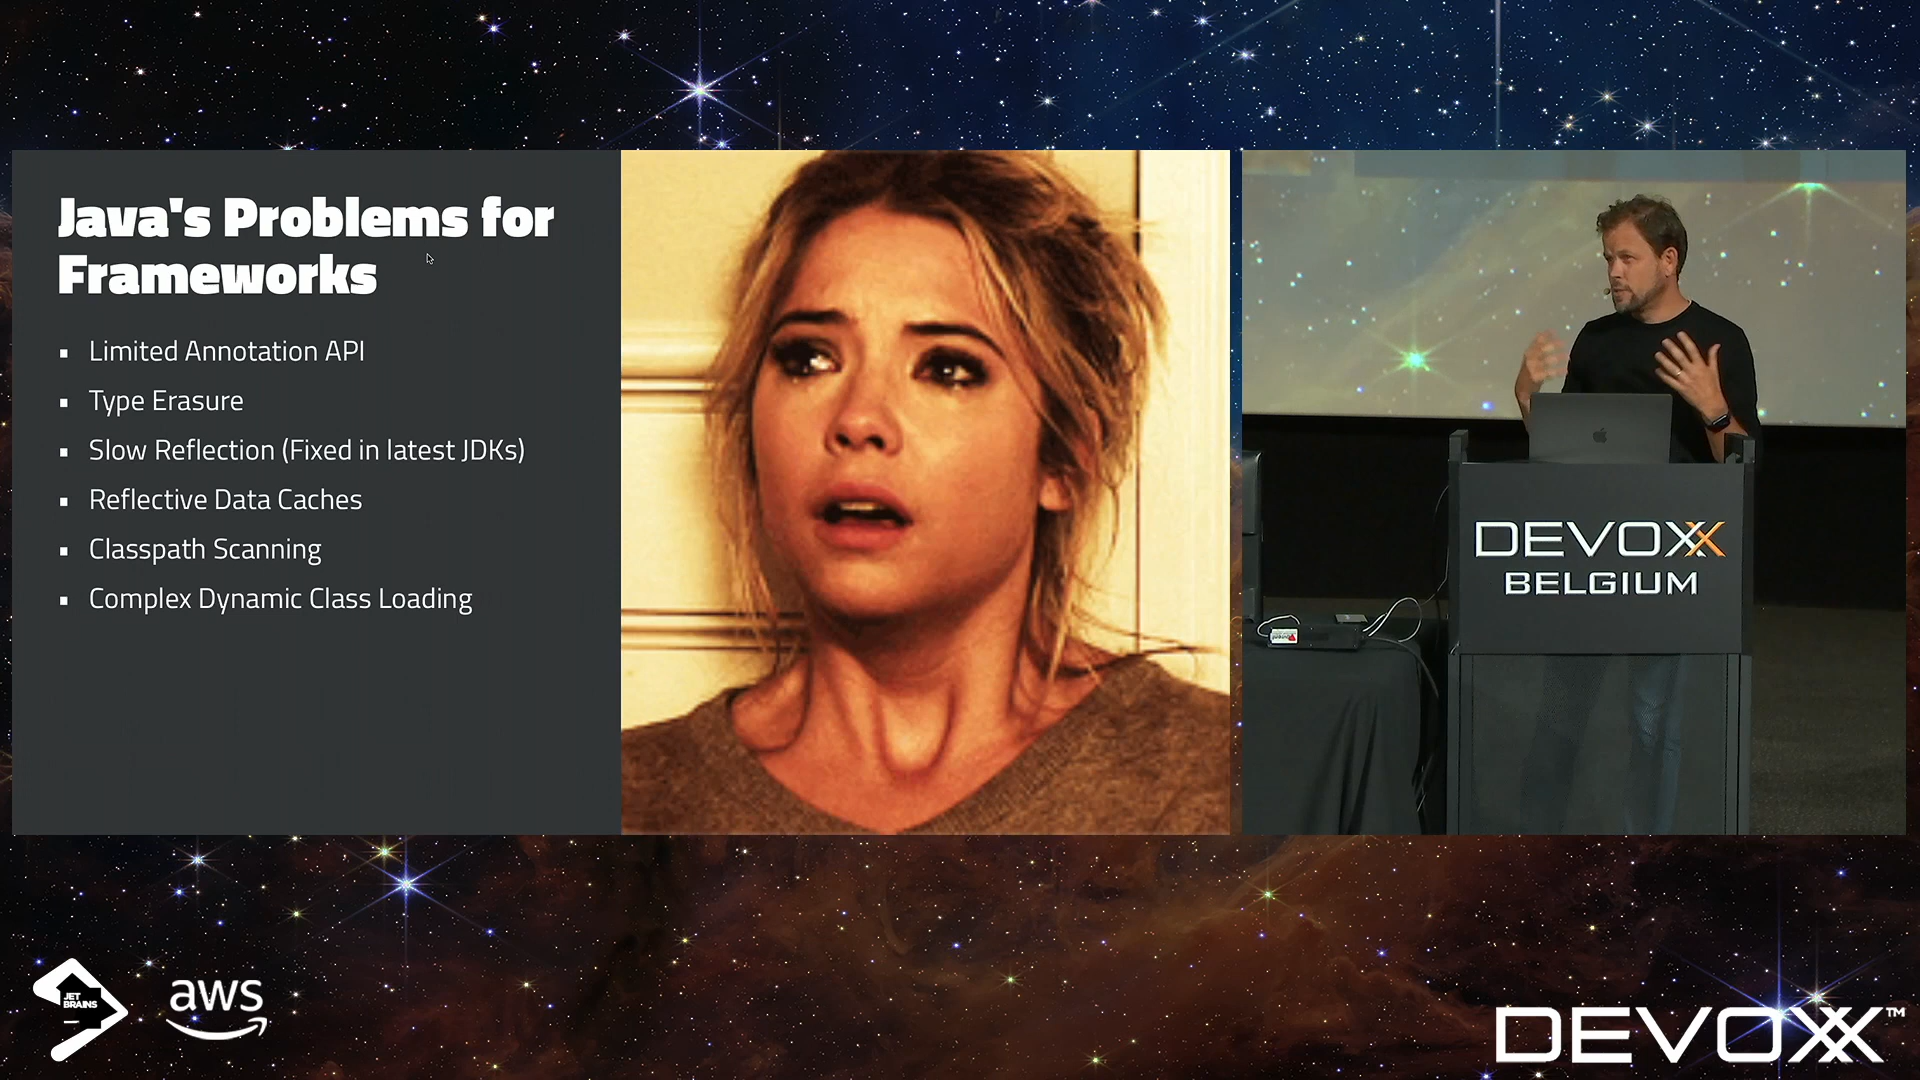 Java's Problems for
Frameworks
▪ Limited Annotation API
▪ Type Erasure
▪ Slow Reflection (Fixed in latest JDKs)
▪ Reflective Data Caches
▪ Classpath Scanning
▪ Complex Dynamic Class Loading
DEVOXX
BELGIUM
JET
BRAINS
aws
DEVOXX™